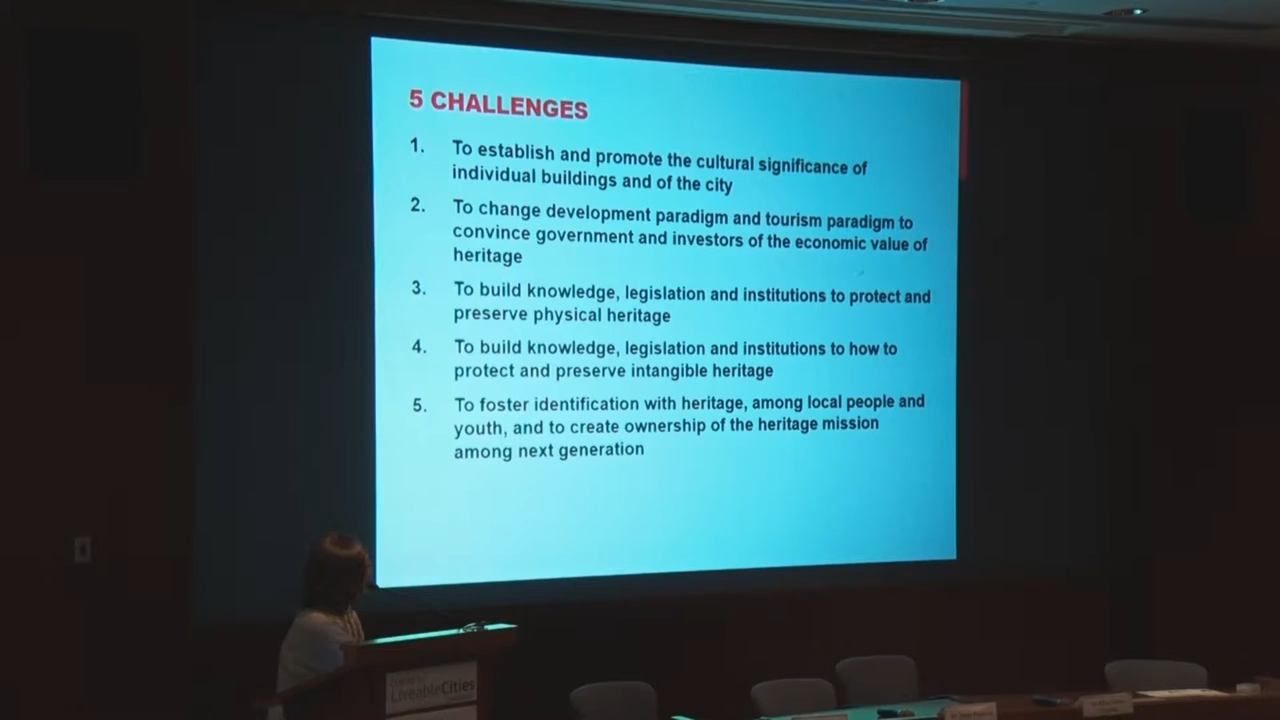 5 CHALLENGES
1. To establish and promote the cultural significance of
individual buildings and of the city
2. To change development paradigm and tourism paradigm to
convince government and investors of the economic value of
heritage
3. To build knowledge, legislation and institutions to protect and
preserve physical heritage
4. To build knowledge, legislation and institutions to how to
protect and preserve intangible heritage
5. To foster identification with heritage, among local people and
youth, and to create ownership of the heritage mission
among next generation
LiveableCities